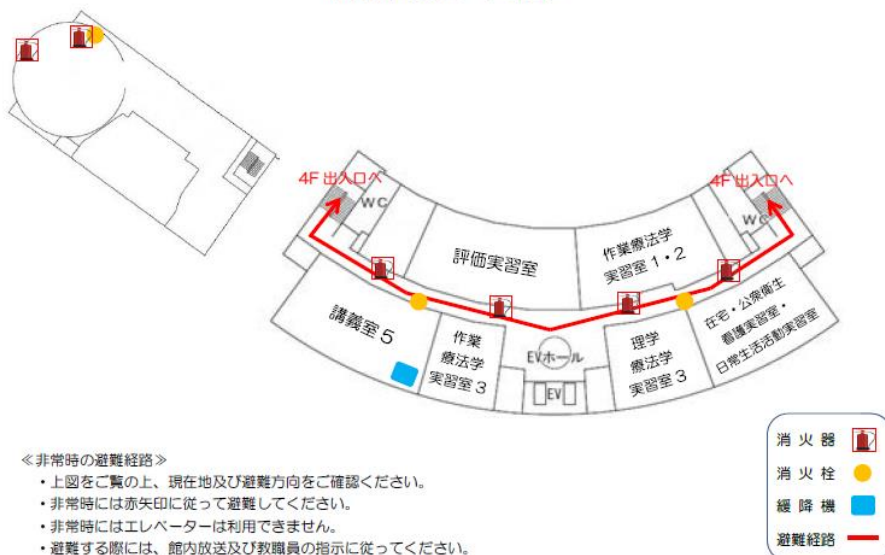 4F 出入口へ
WC
評価実習室
作業療法学
実習室 1・2
4F 出入口へ
WC
講義室 5
作業
療法学
実習室 3
EVホール
EV
理学
療法学
実習室 3
在宅・公衆衛生
看護実習室・
日常生活活動実習室
≪非常時の避難経路≫
・上図をご覧の上、現在地及び避難方向をご確認ください。
・非常時には赤矢印に従って避難してください。
・非常時にはエレベーターは利用できません。
・避難する際には、館内放送及び教職員の指示に従ってください。
消 火 器
消 火 栓
緩 降 機
避難経路